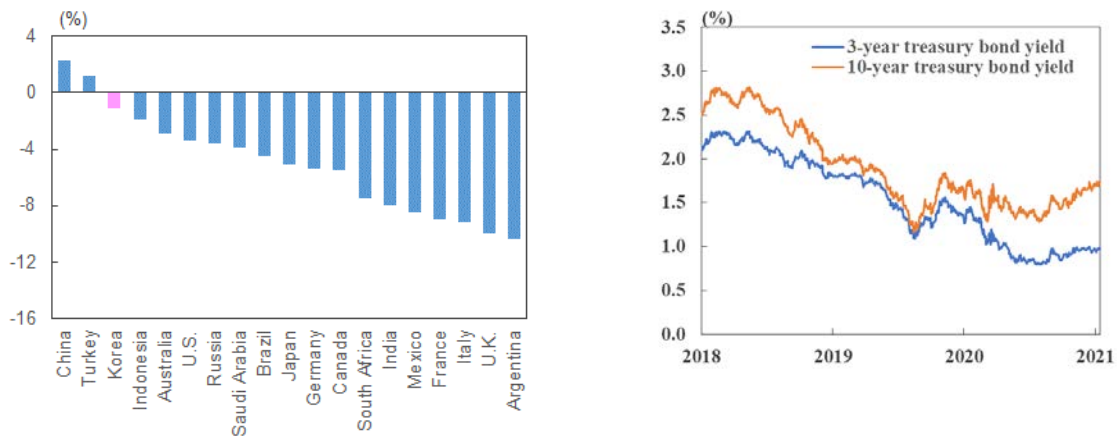 (%)
4
0
-4
-8
-12
-16
China
Turkey
Korea
Indonesia
Australia
U.S.
Russia
Saudi Arabia
Brazil
Japan
Germany
Canada
South Africa
India
Mexico
France
Italy
U.K.
Argentina
(%)
3.5
3.0
2.5
2.0
1.5
1.0
0.5
0.0
3-year treasury bond yield
10-year treasury bond yield
2018
2019
2020
2021